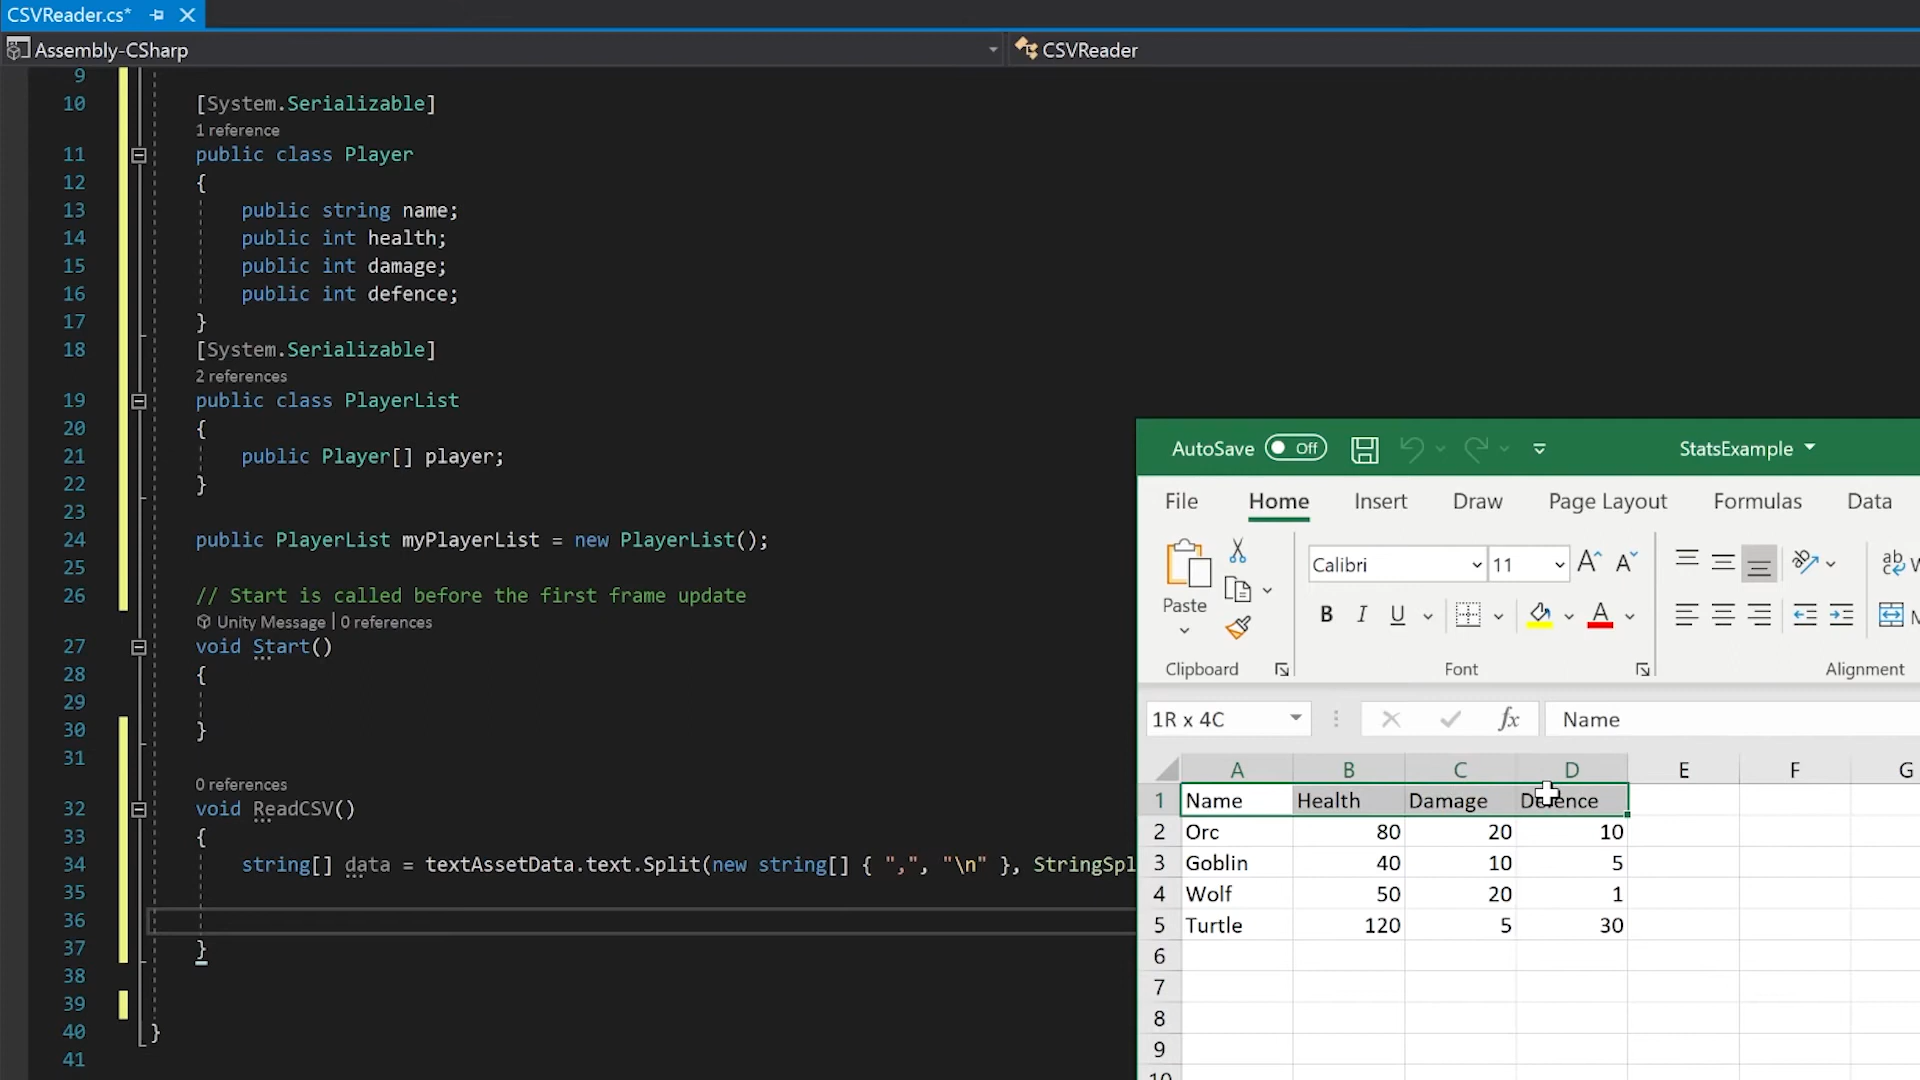 CSVReader.cs*
Assembly-CSharp
CSVReader
9
10 [System.Serializable]
1 reference
11 public class Player
12 {
13 public string name;
14 public int health;
15 public int damage;
16 public int defence;
17 }
18 [System.Serializable]
2 references
19 public class PlayerList
20 {
21 public Player[] player;
22 }
23
24 public PlayerList myPlayerList = new PlayerList();
25
26 // Start is called before the first frame update
Unity Message | 0 references
27 void Start()
28 {
29
30 }
31
0 references
32 void ReadCSV()
33 {
34 string[] data = textAssetData.text.Split(new string[] { ",", "\n" }, StringSpl
35
36
37 }
38
39
40 }
41
AutoSave Off StatsExample
File Home Insert Draw Page Layout Formulas Data
Paste
Calibri 11
B I U A
Clipboard Font Alignment
1R x 4C fx Name
A B C D E F G
1 Name Health Damage Defence
2 Orc 80 20 10
3 Goblin 40 10 5
4 Wolf 50 20 1
5 Turtle 120 5 30
6
7
8
9
10